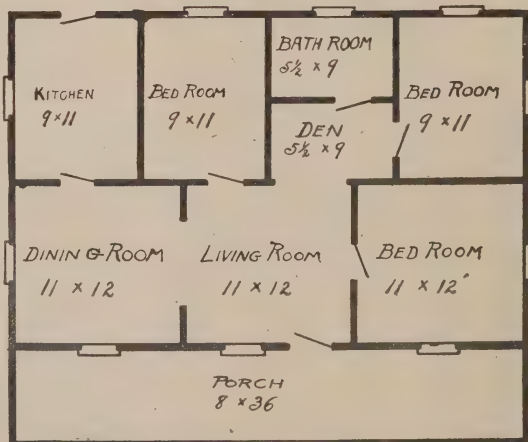 KITCHEN
9 × 11
BED ROOM
9 × 11
BATH ROOM
5½ × 9
DEN
5½ × 9
BED ROOM
9 × 11
DINING ROOM
11 × 12
LIVING ROOM
11 × 12
BED ROOM
11 × 12
PORCH
8 × 36